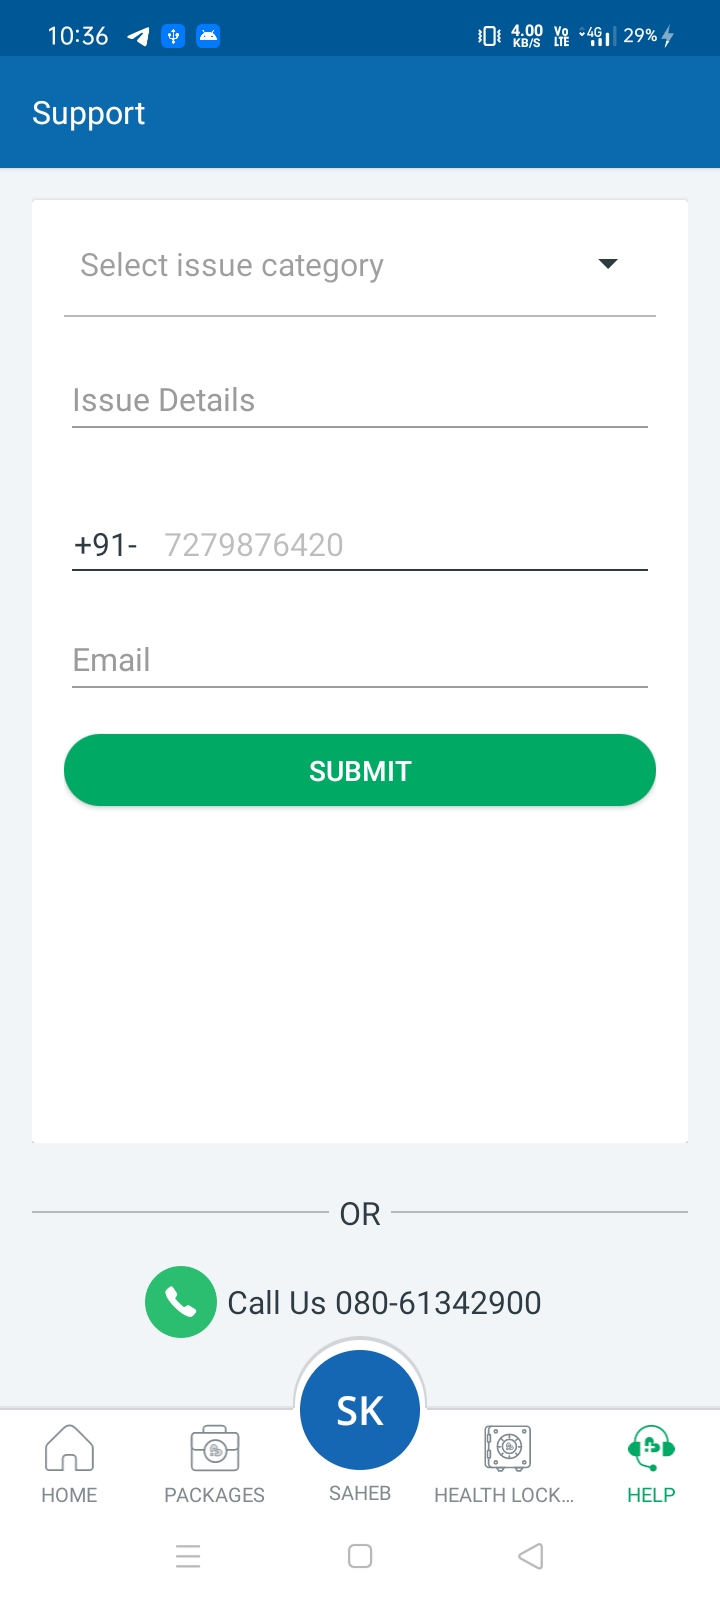 10:36 4.00 KB/S Vo LTE 4G 29%
Support
Select issue category
Issue Details
+91- 7279876420
Email
SUBMIT
OR
Call Us 080-61342900
SK
HOME PACKAGES SAHEB HEALTH LOCK... HELP